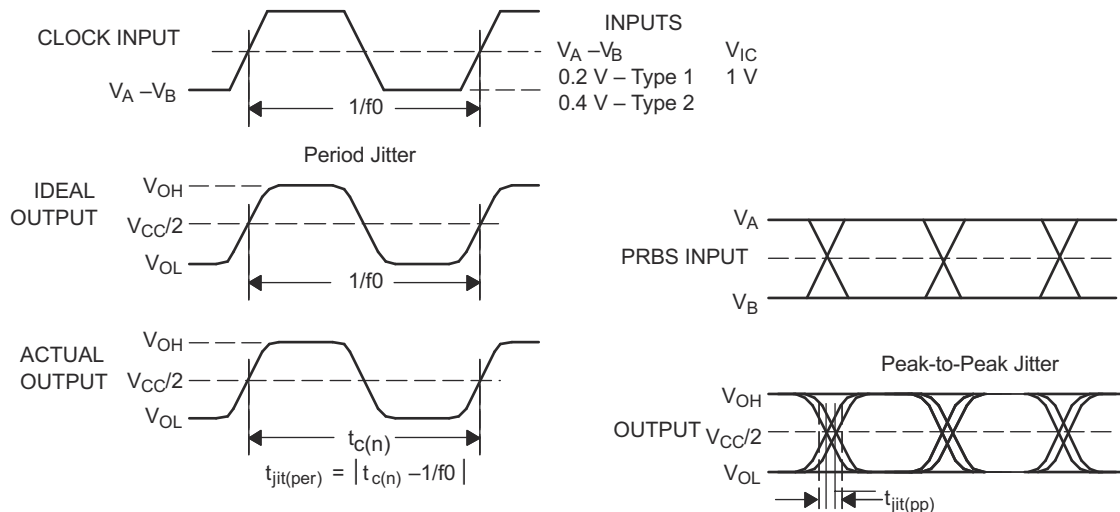 CLOCK INPUT
V_A –V_B
1/f0
INPUTS
V_A –V_B V_IC
0.2 V – Type 1 1 V
0.4 V – Type 2
Period Jitter
IDEAL
OUTPUT
V_OH
V_CC/2
V_OL
1/f0
ACTUAL
OUTPUT
V_OH
V_CC/2
V_OL
t_c(n)
t_jit(per) = | t_c(n) –1/f0 |
V_A
PRBS INPUT
V_B
Peak-to-Peak Jitter
V_OH
OUTPUT V_CC/2
V_OL
t_jit(pp)